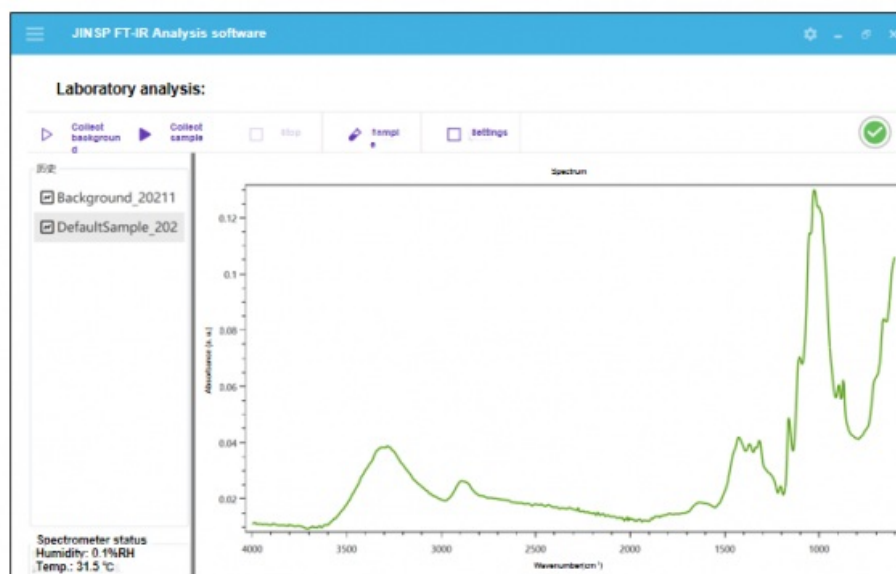 JINSP FT-IR Analysis software
Laboratory analysis:
Collect
backgroun
d
Collect
sample
Stop
Sampl
e
Settings
历史
Background_20211
DefaultSample_202
Spectrum
0.12
0.1
0.08
0.06
0.04
0.02
Absorbance (a. u.)
4000 3500 3000 2500 2000 1500 1000
Wavenumber(cm⁻¹)
Spectrometer status
Humidity: 0.1%RH
Temp.: 31.5 ℃